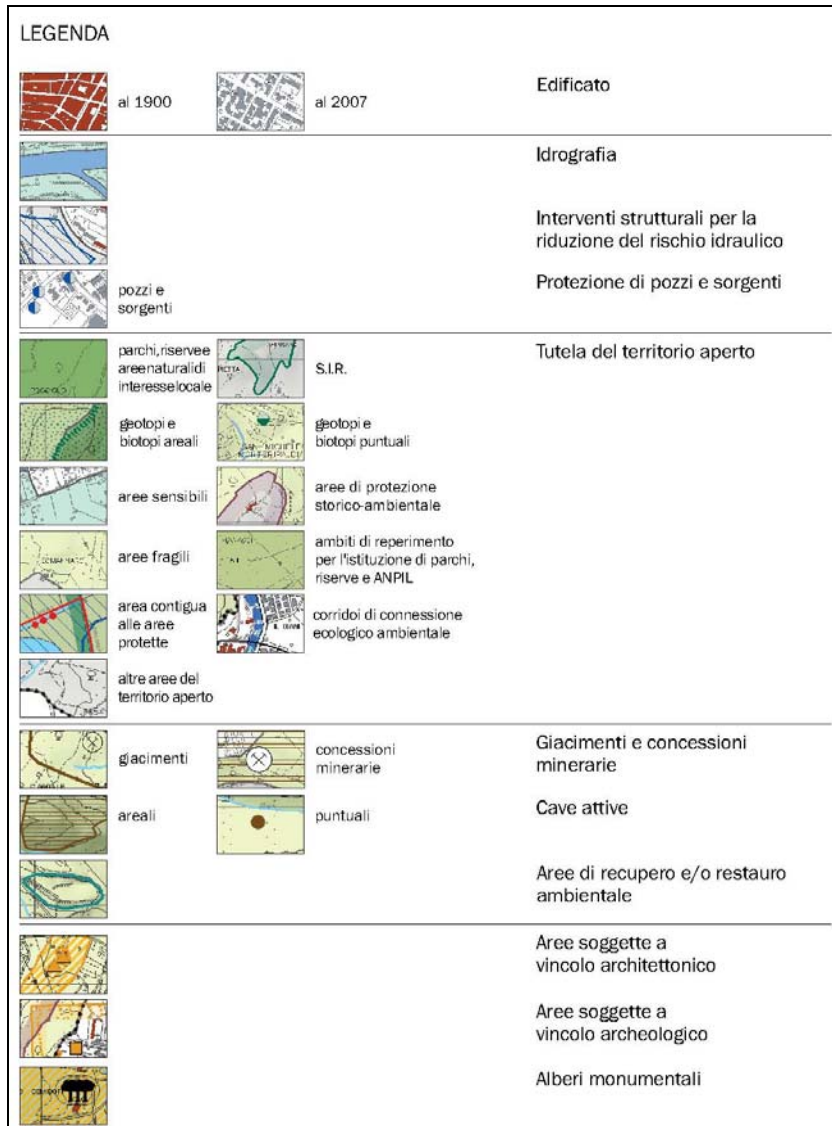 LEGENDA
al 1900
al 2007
Edificato
Idrografia
Interventi strutturali per la
riduzione del rischio idraulico
pozzi e
sorgenti
Protezione di pozzi e sorgenti
parchi, riserve e
aree naturali di
interesse locale
S.I.R.
Tutela del territorio aperto
geotopi e
biotopi areali
geotopi e
biotopi puntuali
aree sensibili
aree di protezione
storico-ambientale
aree fragili
ambiti di reperimento
per l'istituzione di parchi,
riserve e ANPIL
area contigua
alle aree
protette
corridoi di connessione
ecologico ambientale
altre aree del
territorio aperto
giacimenti
concessioni
minerarie
Giacimenti e concessioni
minerarie
areali
puntuali
Cave attive
Aree di recupero e/o restauro
ambientale
Aree soggette a
vincolo architettonico
Aree soggette a
vincolo archeologico
Alberi monumentali